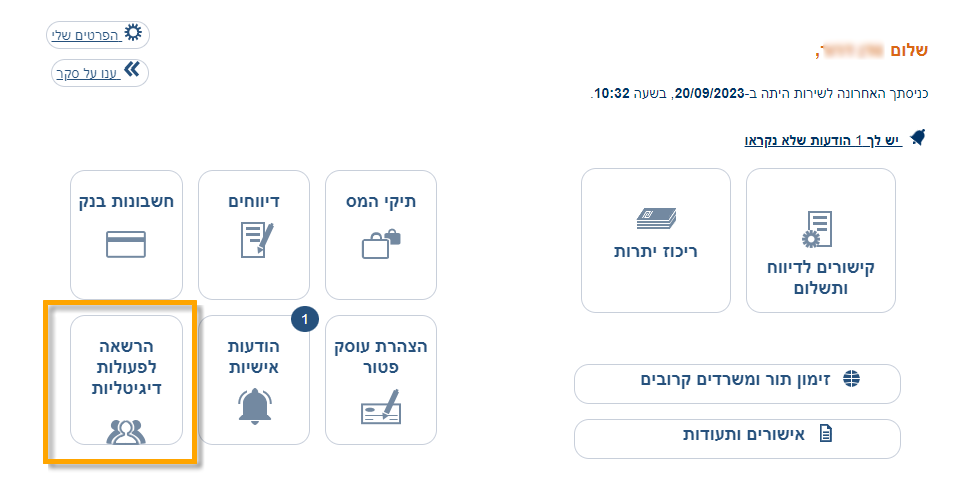 שלום
כניסתך האחרונה לשירות היתה ב-20/09/2023, בשעה 10:32.
יש לך 1 הודעות שלא נקראו
הפרטים שלי
ענו על סקר
קישורים לדיווח
ותשלום
ריכוז יתרות
זימון תור ומשרדים קרובים
אישורים ותעודות
תיקי המס
דיווחים
חשבונות בנק
הצהרת עוסק
פטור
1
הודעות
אישיות
הרשאה
לפעולות
דיגיטליות